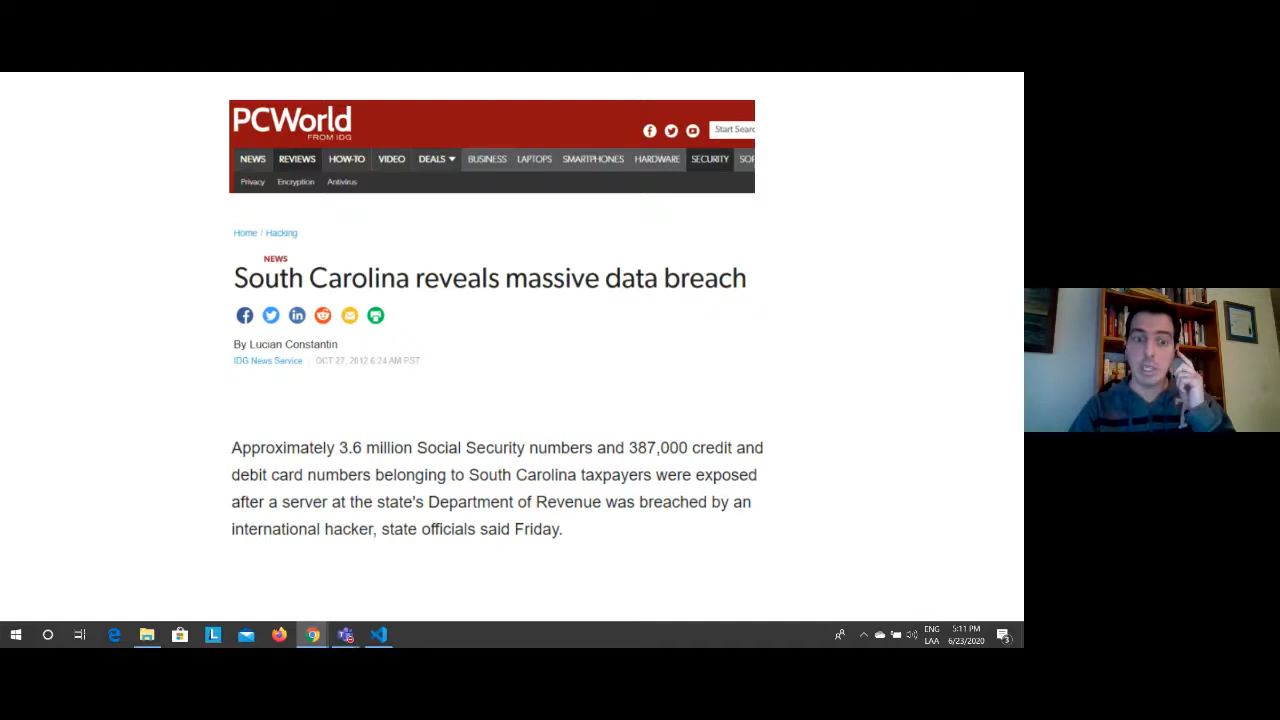 PCWorld
FROM IDG
Start Searc
NEWS REVIEWS HOW-TO VIDEO DEALS BUSINESS LAPTOPS SMARTPHONES HARDWARE SECURITY SOF
Privacy Encryption Antivirus
Home / Hacking
NEWS
South Carolina reveals massive data breach
By Lucian Constantin
IDG News Service | OCT 27, 2012 6:24 AM PST
Approximately 3.6 million Social Security numbers and 387,000 credit and
debit card numbers belonging to South Carolina taxpayers were exposed
after a server at the state's Department of Revenue was breached by an
international hacker, state officials said Friday.
ENG 5:11 PM
LAA 6/23/2020
3